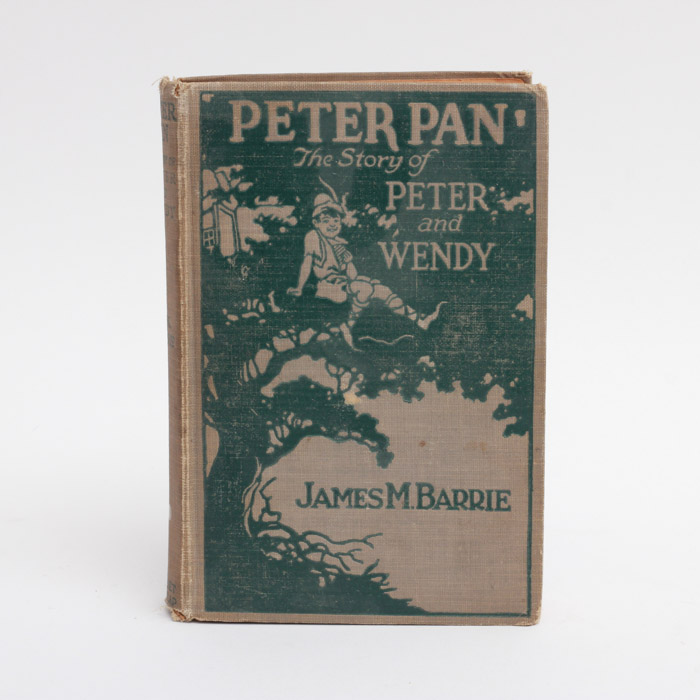 PETER PAN
The Story of
PETER
and
WENDY
JAMES M. BARRIE